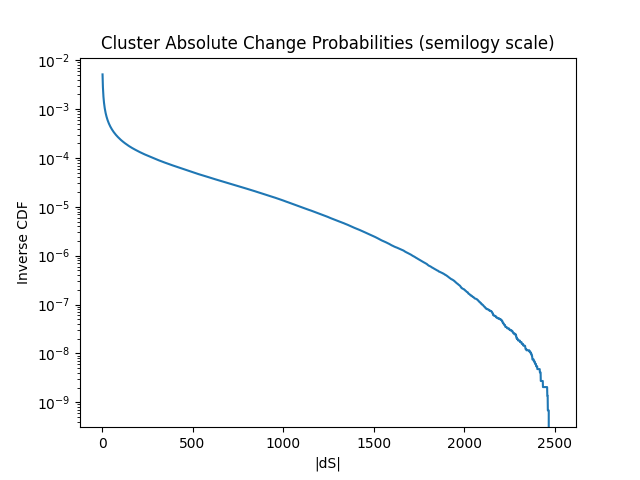 Cluster Absolute Change Probabilities (semilogy scale)
10⁻²
10⁻³
10⁻⁴
10⁻⁵
10⁻⁶
10⁻⁷
10⁻⁸
10⁻⁹
Inverse CDF
0 500 1000 1500 2000 2500
|dS|